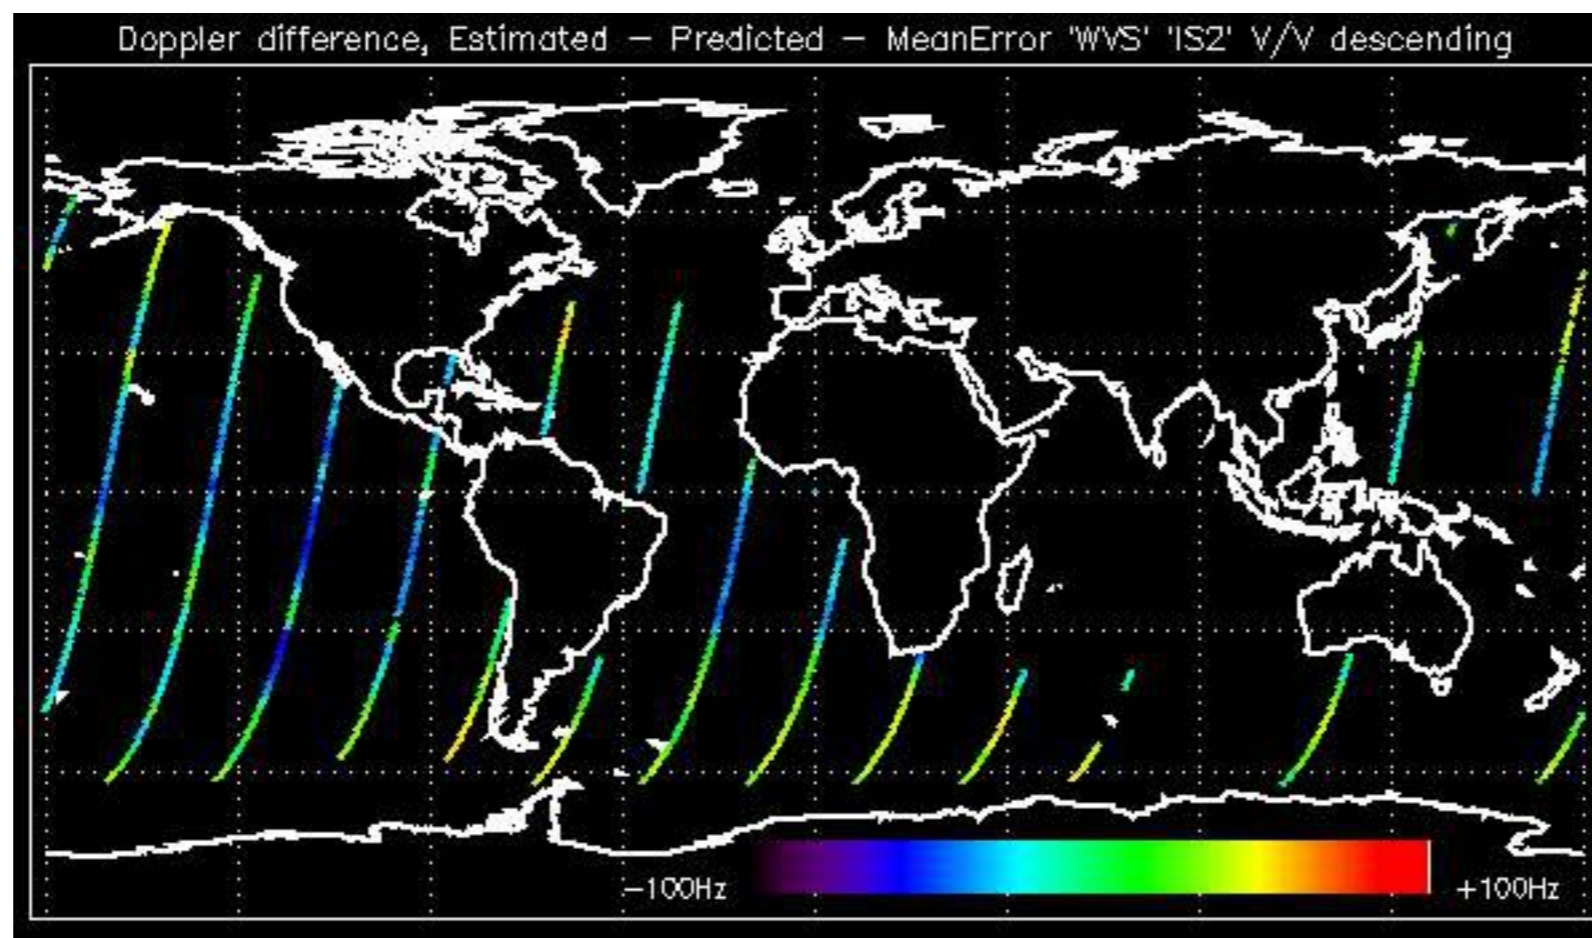 Doppler difference, Estimated – Predicted – MeanError 'WVS' 'IS2' V/V descending
-100Hz
+100Hz